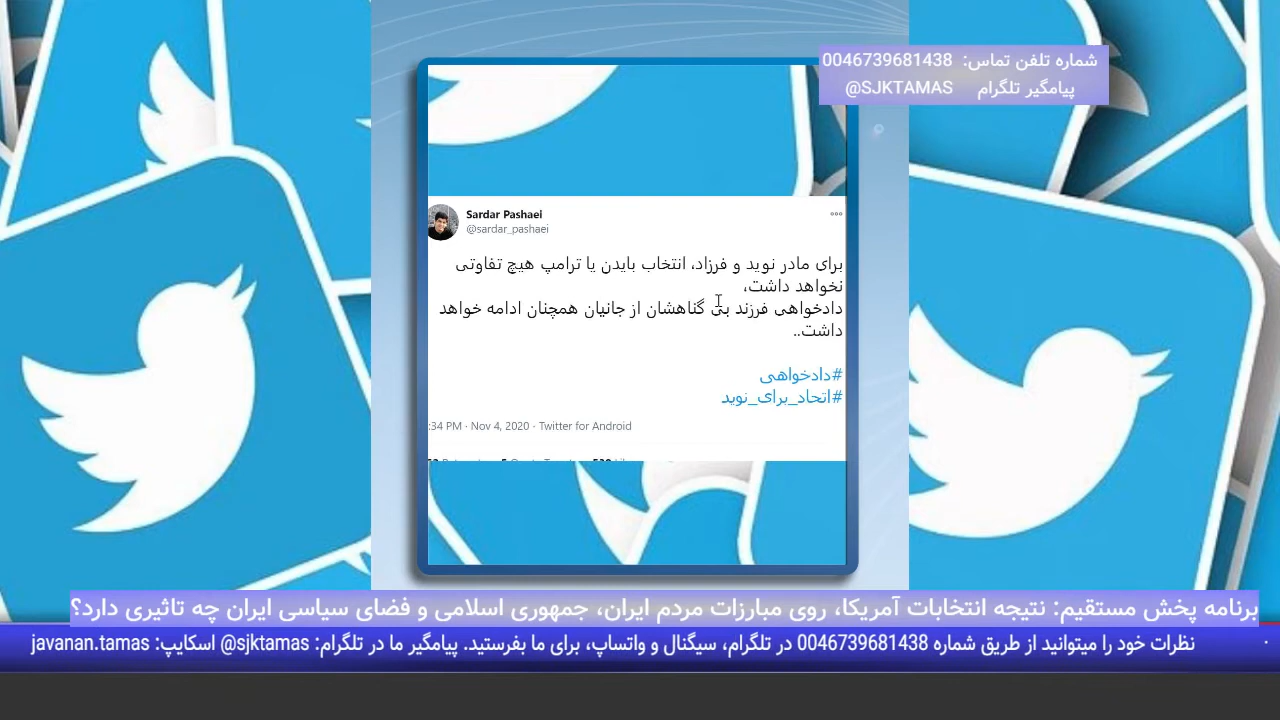 شماره تلفن تماس: 0046739681438
پیامگیر تلگرام @SJKTAMAS
Sardar Pashaei
@sardar_pashaei
برای مادر نوید و فرزاد، انتخاب بایدن یا ترامپ هیچ تفاوتی
نخواهد داشت،
دادخواهی فرزند بی گناهشان از جانیان همچنان ادامه خواهد
داشت..
#دادخواهی
#اتحاد_برای_نوید
:34 PM · Nov 4, 2020 · Twitter for Android
برنامه پخش مستقیم: نتیجه انتخابات آمریکا، روی مبارزات مردم ایران، جمهوری اسلامی و فضای سیاسی ایران چه تاثیری دارد؟
نظرات خود را میتوانید از طریق شماره 0046739681438 در تلگرام، سیگنال و واتساپ، برای ما بفرستید. پیامگیر ما در تلگرام: @sjktamas اسکایپ: javanan.tamas